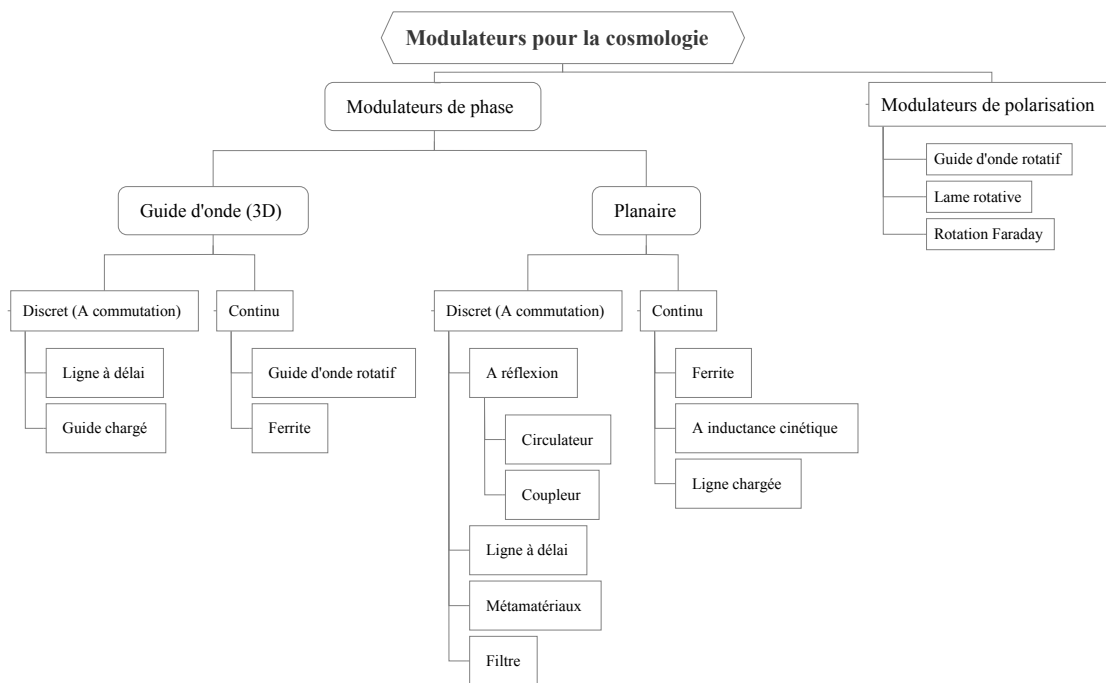 Modulateurs pour la cosmologie
Modulateurs de phase
Modulateurs de polarisation
Guide d'onde rotatif
Lame rotative
Rotation Faraday
Guide d'onde (3D)
Planaire
Discret (A commutation)
Continu
Ligne à délai
Guide d'onde rotatif
Guide chargé
Ferrite
Discret (A commutation)
Continu
A réflexion
Ferrite
Circulateur
A inductance cinétique
Coupleur
Ligne chargée
Ligne à délai
Métamatériaux
Filtre